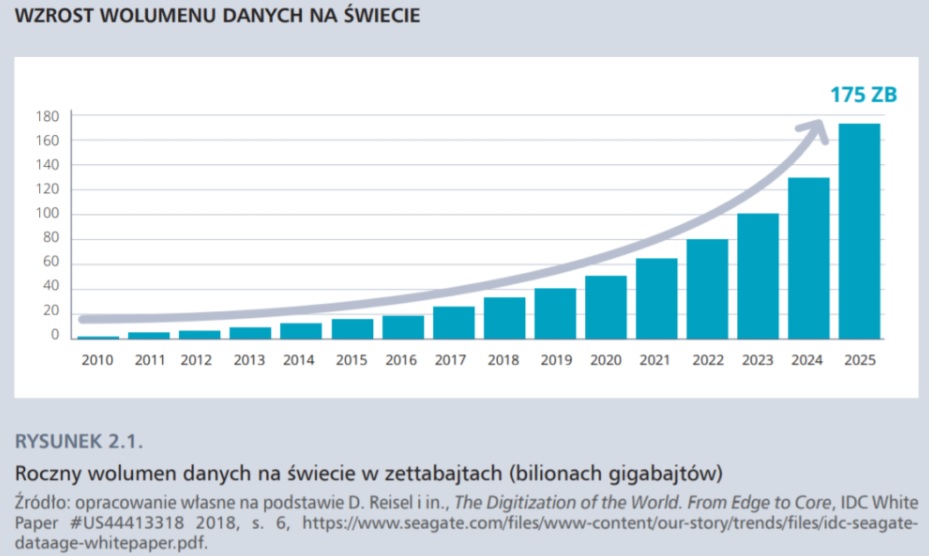 WZROST WOLUMENU DANYCH NA ŚWIECIE
175 ZB
180
160
140
120
100
80
60
40
20
0
2010 2011 2012 2013 2014 2015 2016 2017 2018 2019 2020 2021 2022 2023 2024 2025
RYSUNEK 2.1.
Roczny wolumen danych na świecie w zettabajtach (bilionach gigabajtów)
Źródło: opracowanie własne na podstawie D. Reisel i in., The Digitization of the World. From Edge to Core, IDC White
Paper #US44413318 2018, s. 6, https://www.seagate.com/files/www-content/our-story/trends/files/idc-seagate-
dataage-whitepaper.pdf.